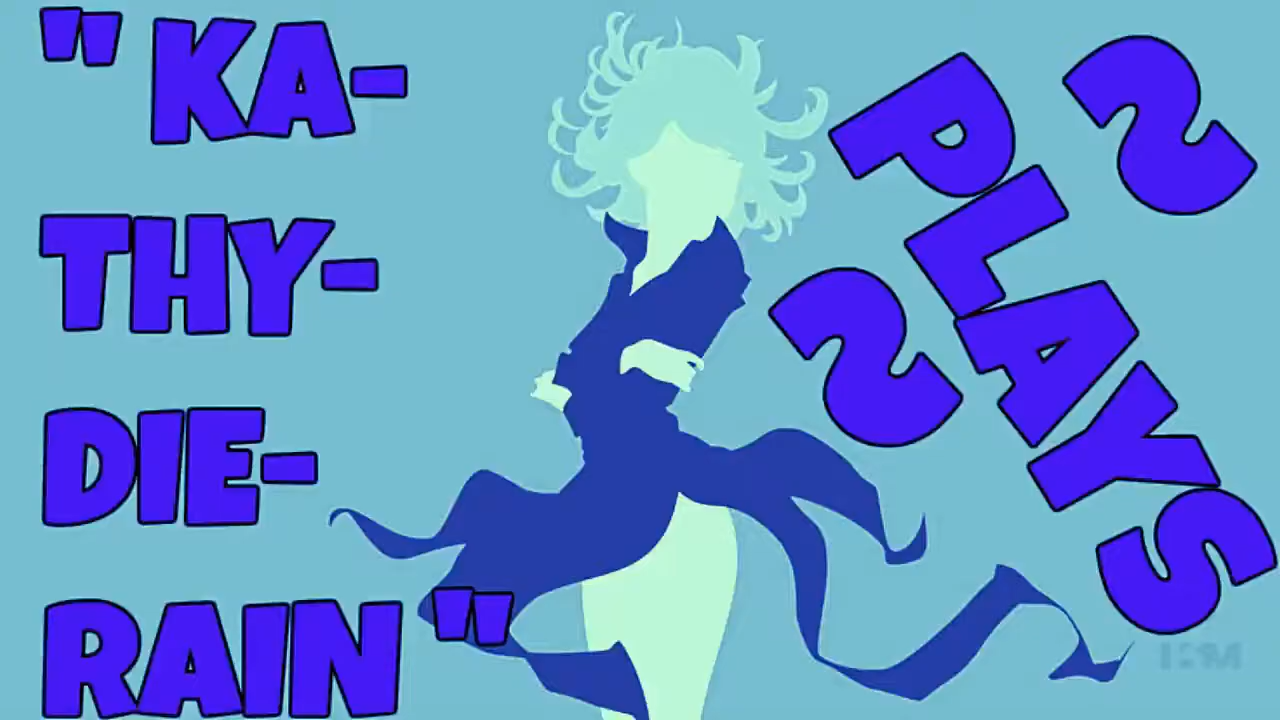 " KA-
THY-
DIE-
RAIN "
~
PLAYS
~